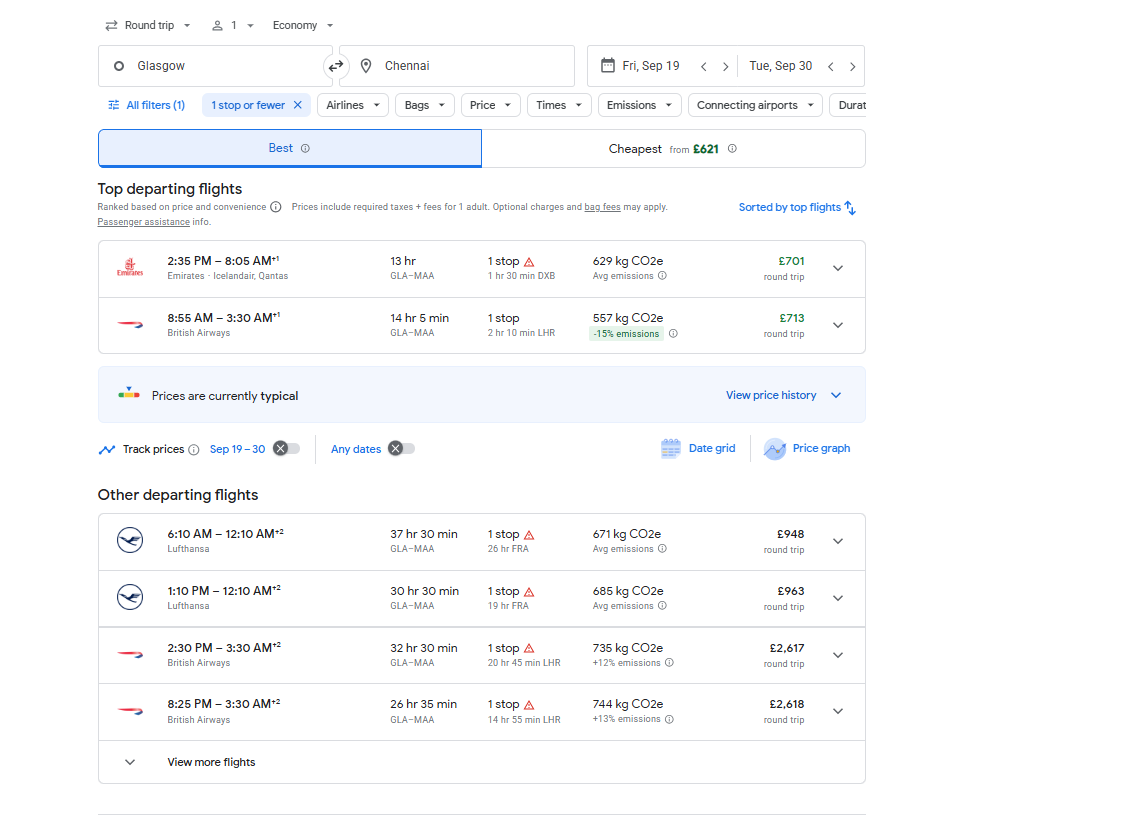 Round trip 1 Economy
Glasgow Chennai Fri, Sep 19 Tue, Sep 30
All filters (1) 1 stop or fewer Airlines Bags Price Times Emissions Connecting airports Durat
Best Cheapest from £621
Top departing flights
Ranked based on price and convenience Prices include required taxes + fees for 1 adult. Optional charges and bag fees may apply.
Passenger assistance info.
Sorted by top flights
Emirates 2:35 PM – 8:05 AM+1 13 hr 1 stop 629 kg CO2e £701
Emirates · Icelandair, Qantas GLA–MAA 1 hr 30 min DXB Avg emissions round trip
8:55 AM – 3:30 AM+1 14 hr 5 min 1 stop 557 kg CO2e £713
British Airways GLA–MAA 2 hr 10 min LHR -15% emissions round trip
Prices are currently typical View price history
Track prices Sep 19 – 30 Any dates Date grid Price graph
Other departing flights
6:10 AM – 12:10 AM+2 37 hr 30 min 1 stop 671 kg CO2e £948
Lufthansa GLA–MAA 26 hr FRA Avg emissions round trip
1:10 PM – 12:10 AM+2 30 hr 30 min 1 stop 685 kg CO2e £963
Lufthansa GLA–MAA 19 hr FRA Avg emissions round trip
2:30 PM – 3:30 AM+2 32 hr 30 min 1 stop 735 kg CO2e £2,617
British Airways GLA–MAA 20 hr 45 min LHR +12% emissions round trip
8:25 PM – 3:30 AM+2 26 hr 35 min 1 stop 744 kg CO2e £2,618
British Airways GLA–MAA 14 hr 55 min LHR +13% emissions round trip
View more flights